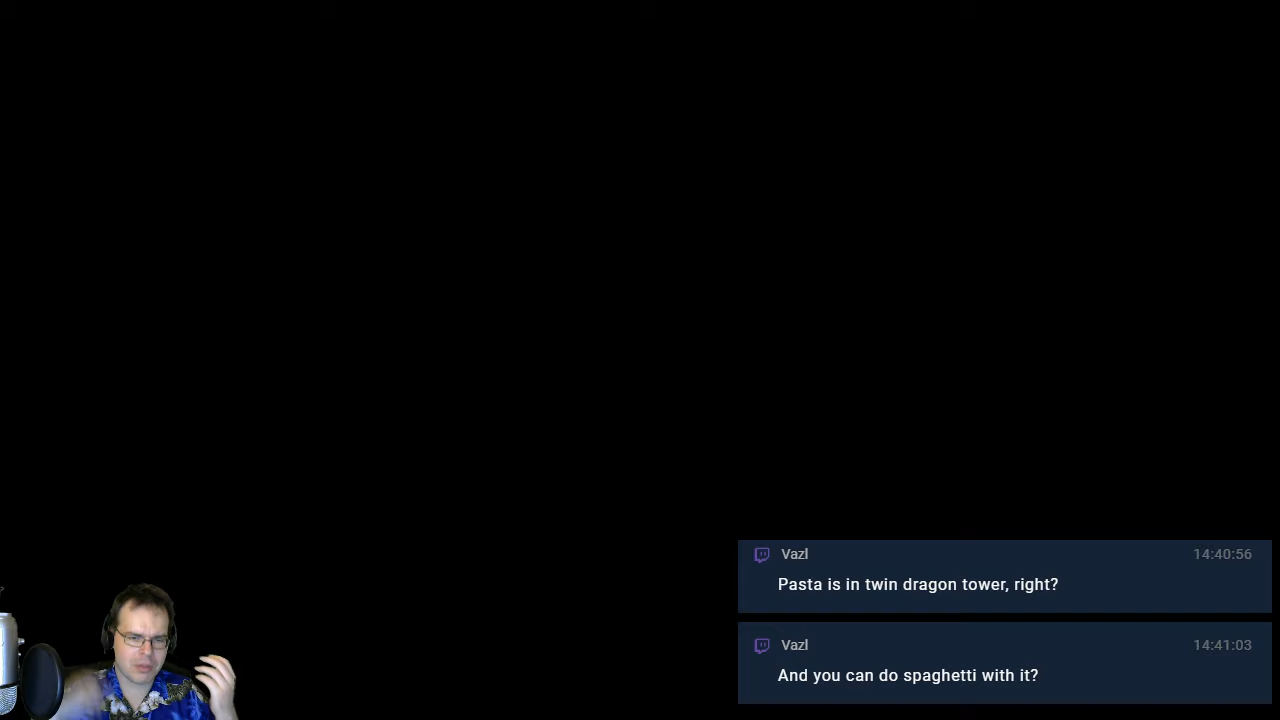 Vazl 14:40:56
Pasta is in twin dragon tower, right?
Vazl 14:41:03
And you can do spaghetti with it?